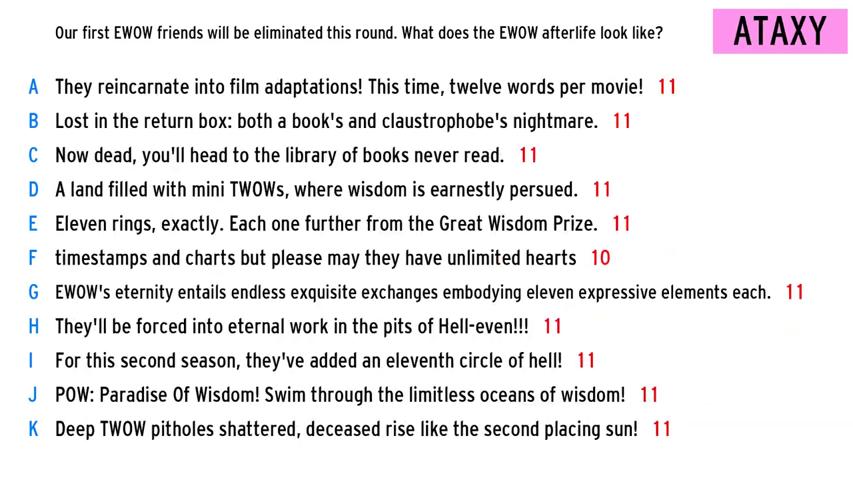 Our first EWOW friends will be eliminated this round. What does the EWOW afterlife look like?
ATAXY
A They reincarnate into film adaptations! This time, twelve words per movie! 11
B Lost in the return box: both a book's and claustrophobe's nightmare. 11
C Now dead, you'll head to the library of books never read. 11
D A land filled with mini TWOWs, where wisdom is earnestly persued. 11
E Eleven rings, exactly. Each one further from the Great Wisdom Prize. 11
F timestamps and charts but please may they have unlimited hearts 10
G EWOW's eternity entails endless exquisite exchanges embodying eleven expressive elements each. 11
H They'll be forced into eternal work in the pits of Hell-even!!! 11
I For this second season, they've added an eleventh circle of hell! 11
J POW: Paradise Of Wisdom! Swim through the limitless oceans of wisdom! 11
K Deep TWOW pitholes shattered, deceased rise like the second placing sun! 11